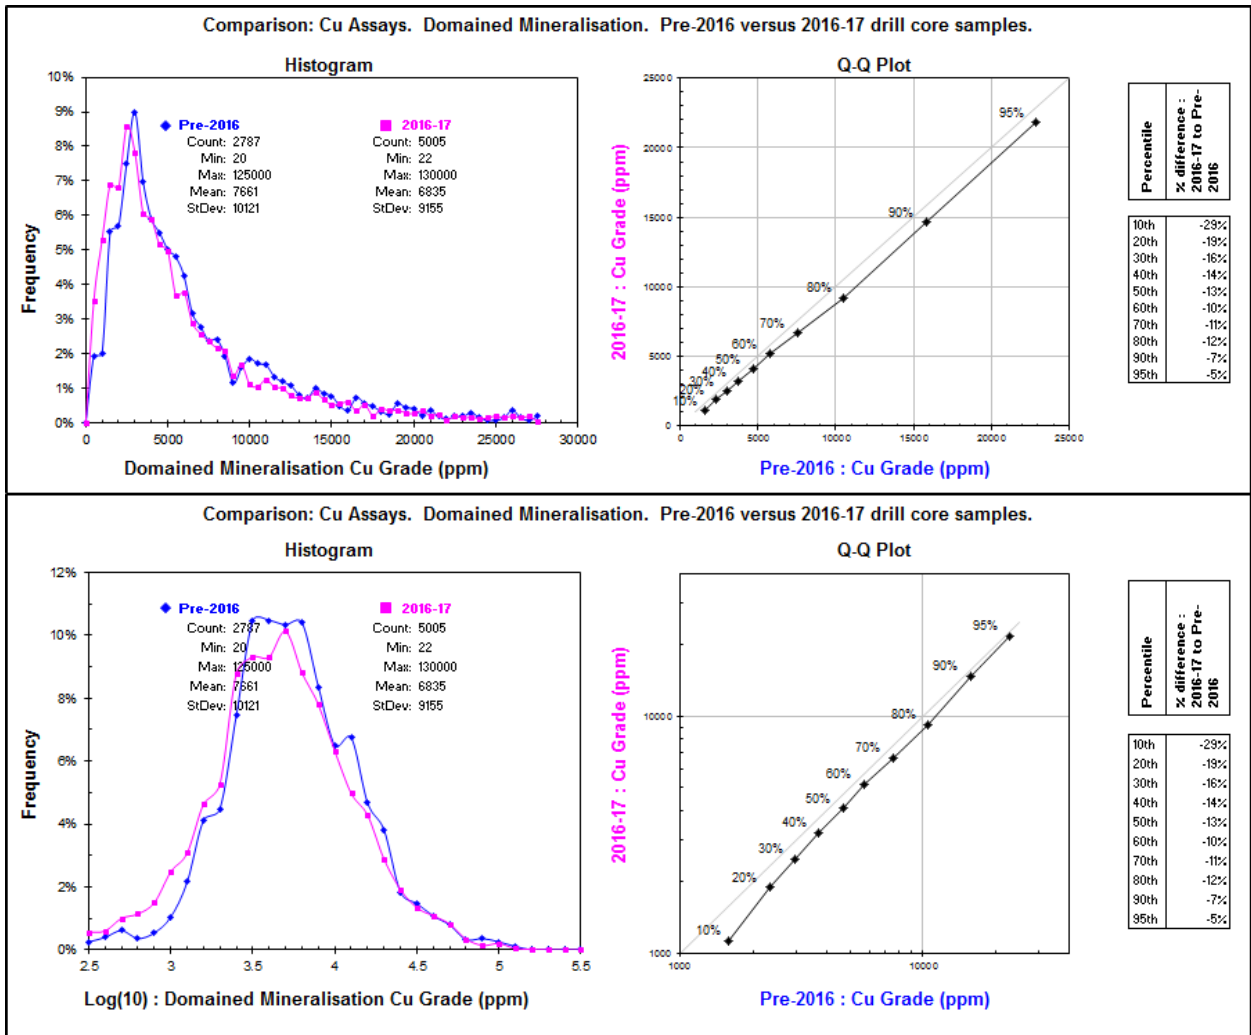 Comparison: Cu Assays. Domained Mineralisation. Pre-2016 versus 2016-17 drill core samples.
Histogram
10%
9%
8%
7%
6%
5%
4%
3%
2%
1%
0%
Frequency
Pre-2016
Count: 2787
Min: 20
Max: 125000
Mean: 7661
StDev: 10121
2016-17
Count: 5005
Min: 22
Max: 130000
Mean: 6835
StDev: 9155
0 5000 10000 15000 20000 25000 30000
Domained Mineralisation Cu Grade (ppm)
Q-Q Plot
25000
20000
15000
10000
5000
0
2016-17 : Cu Grade (ppm)
95%
90%
80%
70%
60%
50%
40%
30%
20%
10%
0 5000 10000 15000 20000 25000
Pre-2016 : Cu Grade (ppm)
Percentile
% difference :
2016-17 to Pre-
2016
10th -29%
20th -19%
30th -16%
40th -14%
50th -13%
60th -10%
70th -11%
80th -12%
90th -7%
95th -5%
Comparison: Cu Assays. Domained Mineralisation. Pre-2016 versus 2016-17 drill core samples.
Histogram
12%
10%
8%
6%
4%
2%
0%
Frequency
Pre-2016
Count: 2787
Min: 20
Max: 125000
Mean: 7661
StDev: 10121
2016-17
Count: 5005
Min: 22
Max: 130000
Mean: 6835
StDev: 9155
2.5 3 3.5 4 4.5 5 5.5
Log(10) : Domained Mineralisation Cu Grade (ppm)
Q-Q Plot
10000
1000
2016-17 : Cu Grade (ppm)
95%
90%
80%
70%
60%
50%
40%
30%
20%
10%
1000 10000
Pre-2016 : Cu Grade (ppm)
Percentile
% difference :
2016-17 to Pre-
2016
10th -29%
20th -19%
30th -16%
40th -14%
50th -13%
60th -10%
70th -11%
80th -12%
90th -7%
95th -5%